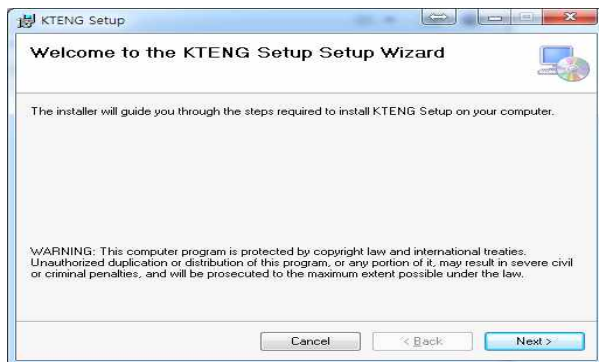 KTENG Setup
Welcome to the KTENG Setup Setup Wizard
The installer will guide you through the steps required to install KTENG Setup on your computer.
WARNING: This computer program is protected by copyright law and international treaties.
Unauthorized duplication or distribution of this program, or any portion of it, may result in severe civil
or criminal penalties, and will be prosecuted to the maximum extent possible under the law.
Cancel
< Back
Next >